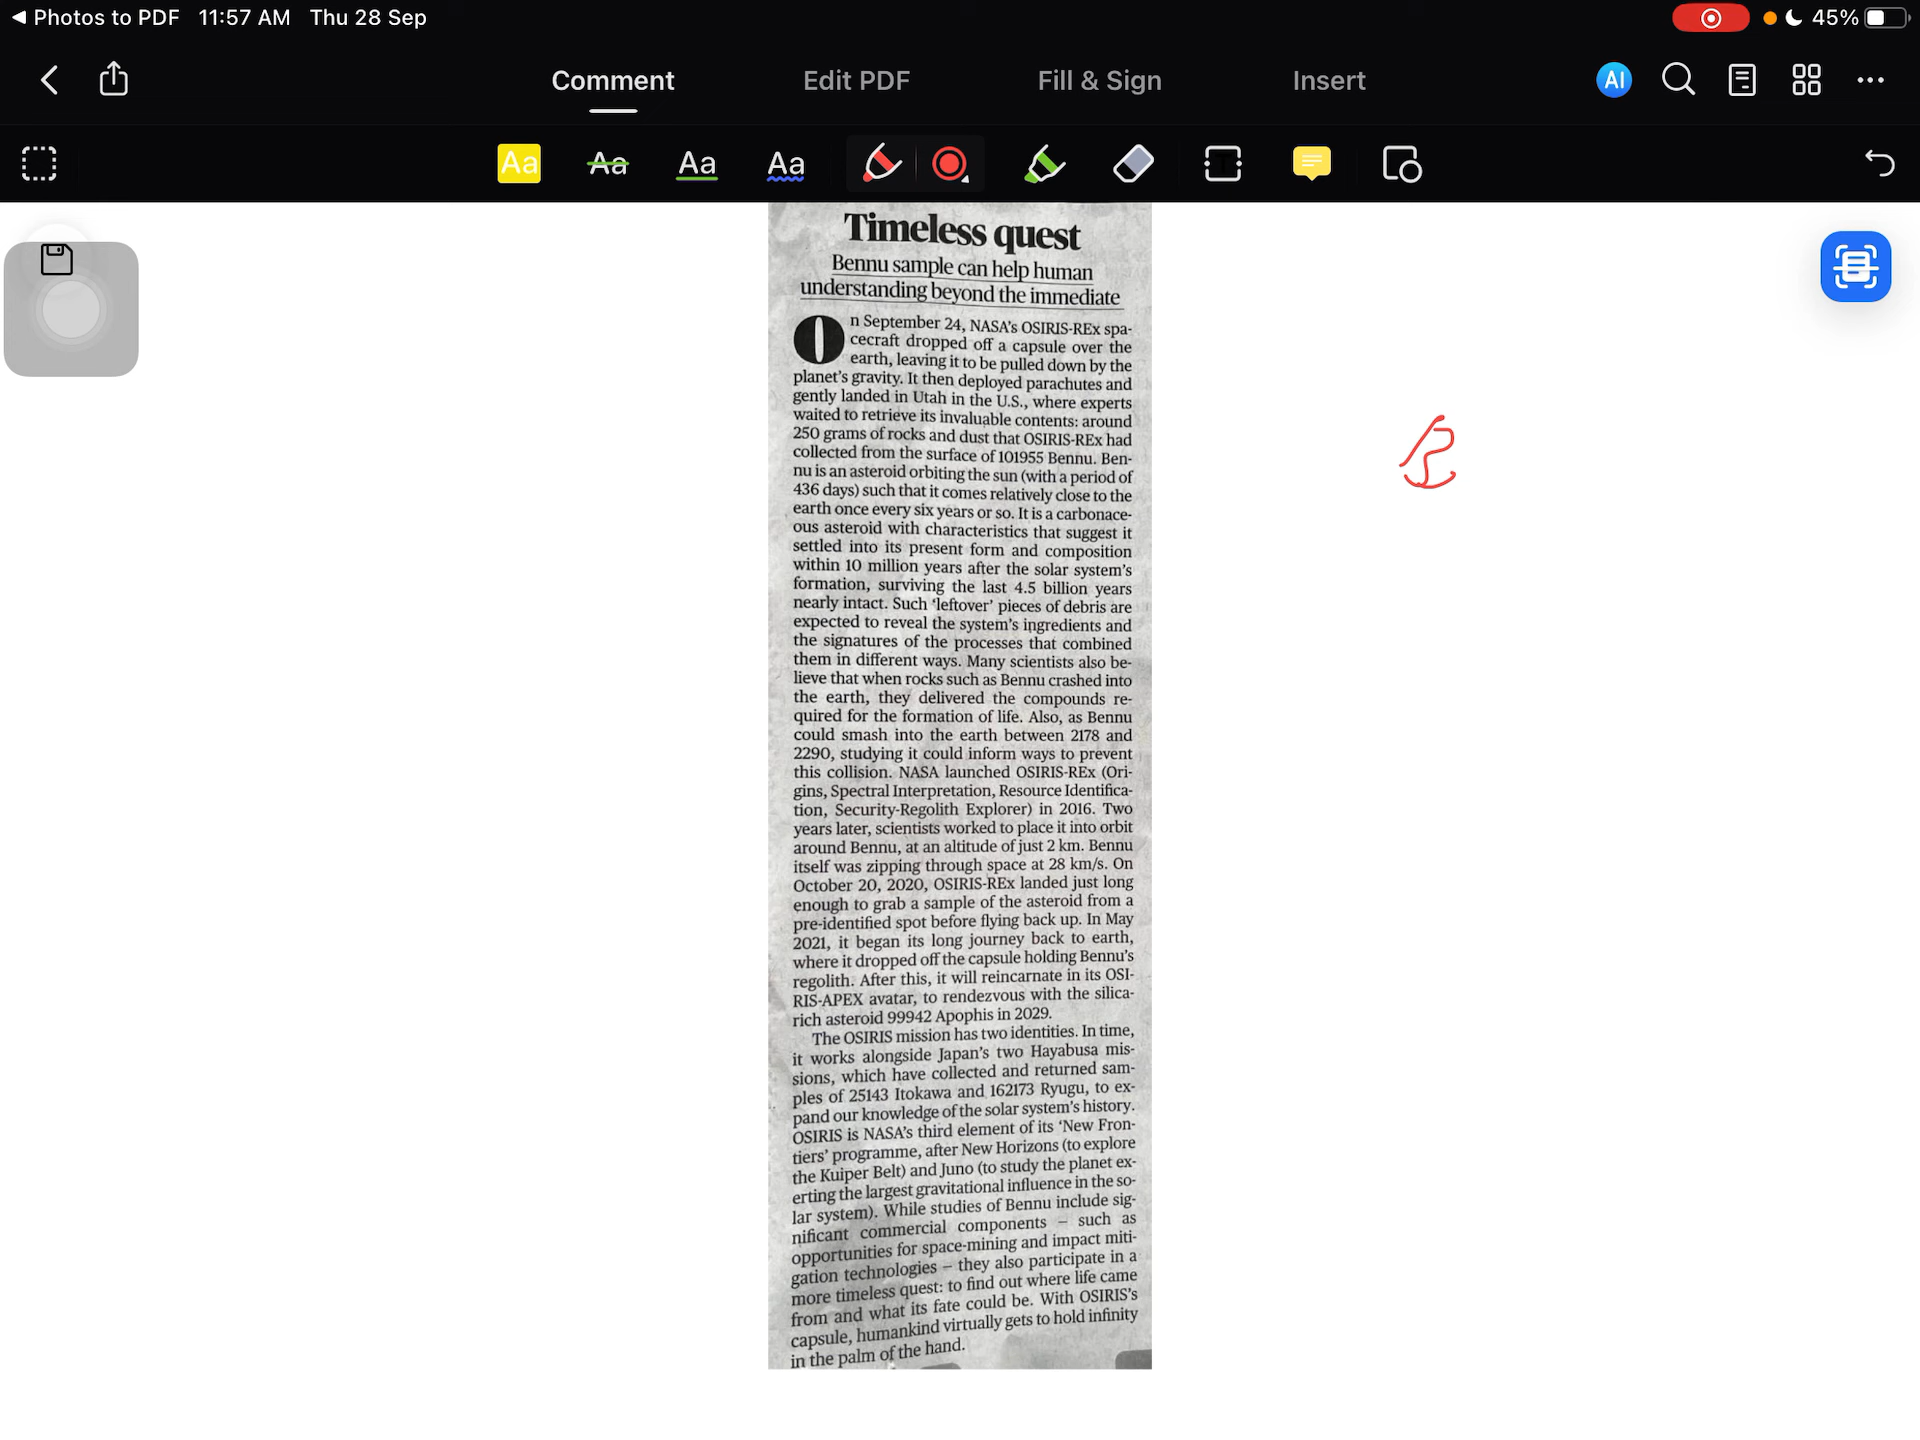 Photos to PDF 11:57 AM Thu 28 Sep 45%
Comment Edit PDF Fill & Sign Insert AI
Aa Aa Aa Aa T
Timeless quest
Bennu sample can help human
understanding beyond the immediate
On September 24, NASA's OSIRIS-REx spa-
cecraft dropped off a capsule over the
earth, leaving it to be pulled down by the
planet's gravity. It then deployed parachutes and
gently landed in Utah in the U.S., where experts
waited to retrieve its invaluable contents: around
250 grams of rocks and dust that OSIRIS-REx had
collected from the surface of 101955 Bennu. Ben-
nu is an asteroid orbiting the sun (with a period of
436 days) such that it comes relatively close to the
earth once every six years or so. It is a carbonace-
ous asteroid with characteristics that suggest it
settled into its present form and composition
within 10 million years after the solar system's
formation, surviving the last 4.5 billion years
nearly intact. Such 'leftover' pieces of debris are
expected to reveal the system's ingredients and
the signatures of the processes that combined
them in different ways. Many scientists also be-
lieve that when rocks such as Bennu crashed into
the earth, they delivered the compounds re-
quired for the formation of life. Also, as Bennu
could smash into the earth between 2178 and
2290, studying it could inform ways to prevent
this collision. NASA launched OSIRIS-REx (Ori-
gins, Spectral Interpretation, Resource Identifica-
tion, Security-Regolith Explorer) in 2016. Two
years later, scientists worked to place it into orbit
around Bennu, at an altitude of just 2 km. Bennu
itself was zipping through space at 28 km/s. On
October 20, 2020, OSIRIS-REx landed just long
enough to grab a sample of the asteroid from a
pre-identified spot before flying back up. In May
2021, it began its long journey back to earth,
where it dropped off the capsule holding Bennu's
regolith. After this, it will reincarnate in its OSI-
RIS-APEX avatar, to rendezvous with the silica-
rich asteroid 99942 Apophis in 2029.
The OSIRIS mission has two identities. In time,
it works alongside Japan's two Hayabusa mis-
sions, which have collected and returned sam-
ples of 25143 Itokawa and 162173 Ryugu, to ex-
pand our knowledge of the solar system's history.
OSIRIS is NASA's third element of its 'New Fron-
tiers' programme, after New Horizons (to explore
the Kuiper Belt) and Juno (to study the planet ex-
erting the largest gravitational influence in the so-
lar system). While studies of Bennu include sig-
nificant commercial components – such as
opportunities for space-mining and impact miti-
gation technologies – they also participate in a
more timeless quest: to find out where life came
from and what its fate could be. With OSIRIS's
capsule, humankind virtually gets to hold infinity
in the palm of the hand.